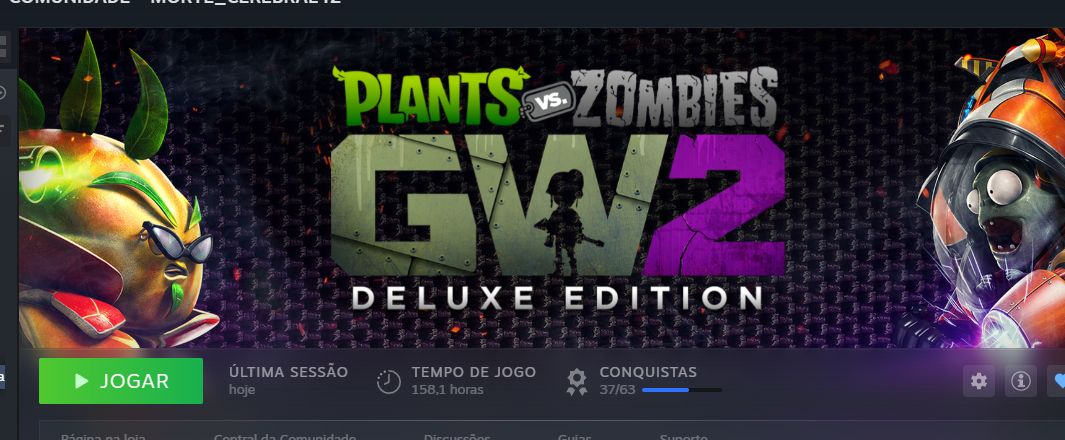 COMUNIDADE
MORTE_CEREBRAL12
PLANTS vs. ZOMBIES
GW2
DELUXE EDITION
JOGAR
ÚLTIMA SESSÃO
hoje
TEMPO DE JOGO
158,1 horas
CONQUISTAS
37/63
Página na loja
Central da Comunidade
Discussões
Guias
Suporte